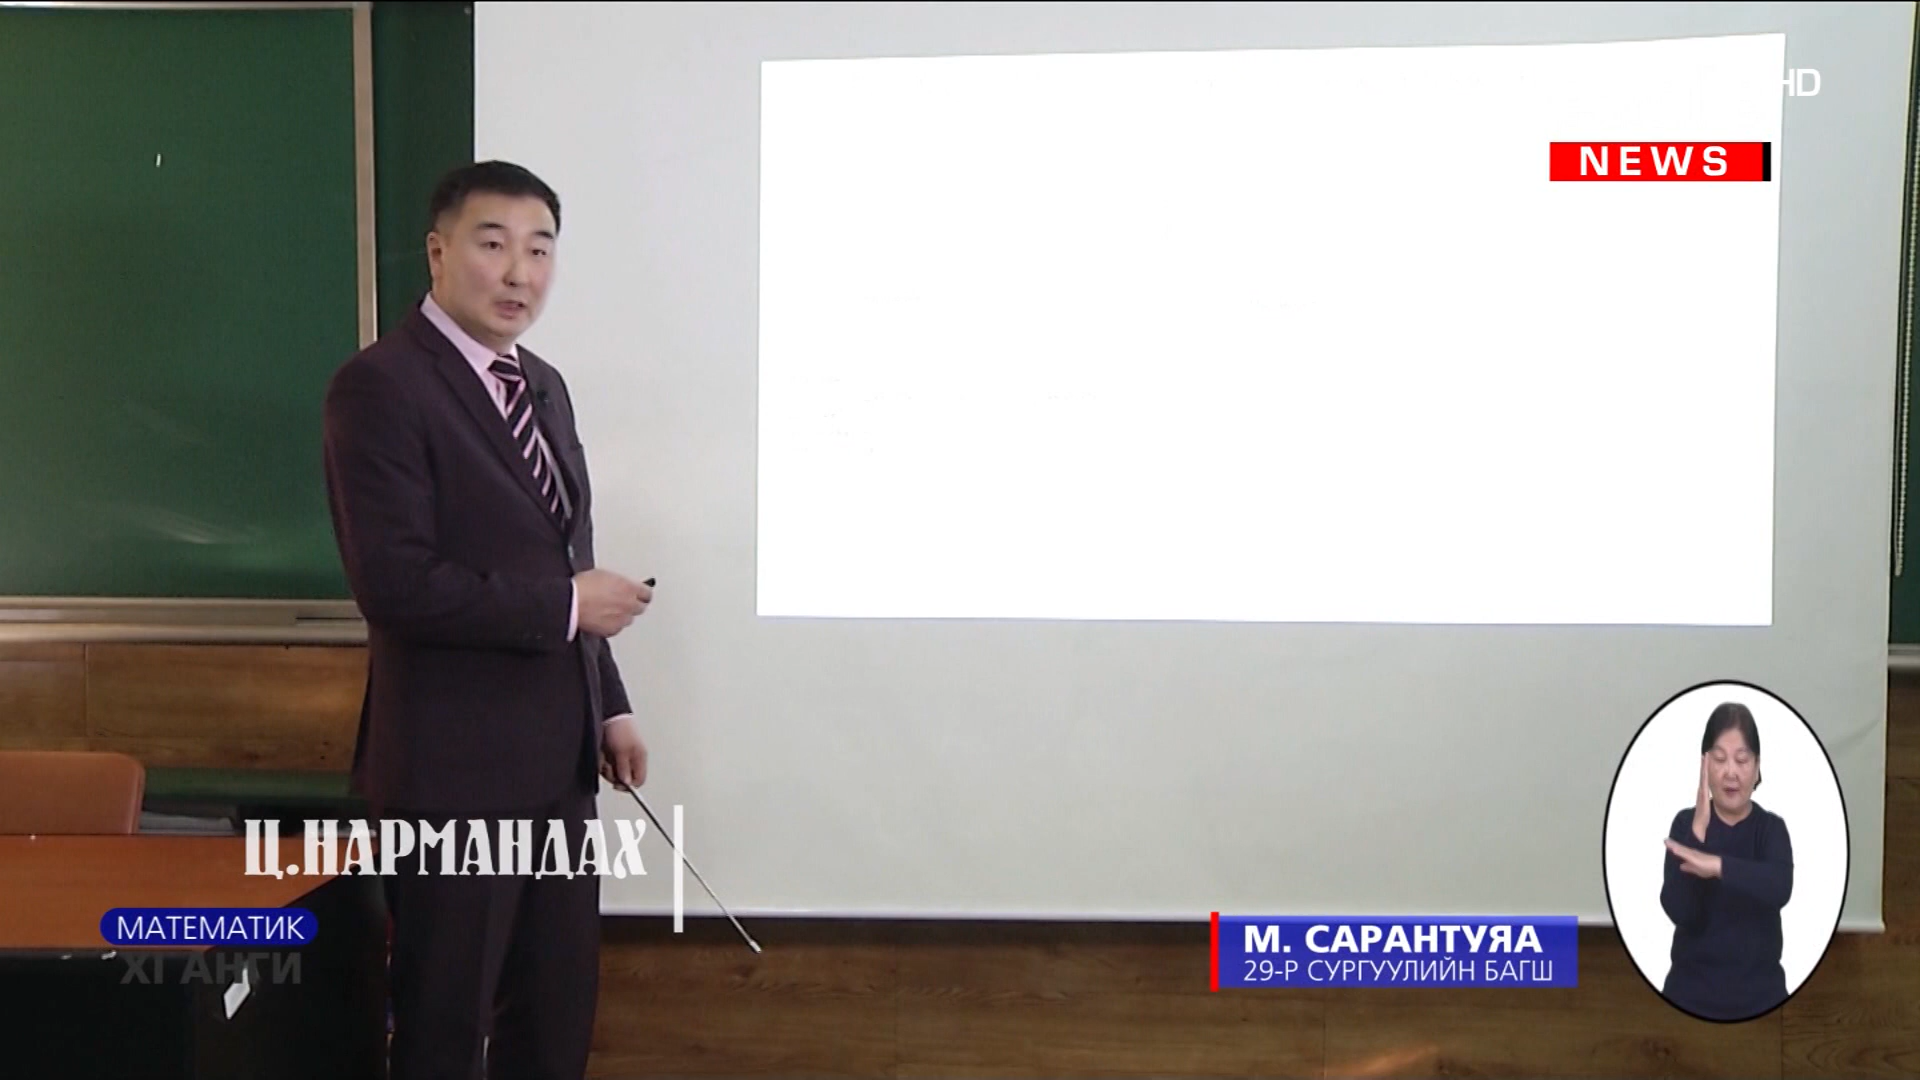 HD
NEWS
Ц.НАРМАНДАХ
МАТЕМАТИК
XI АНГИ
М. САРАНТУЯА
29-Р СУРГУУЛИЙН БАГШ